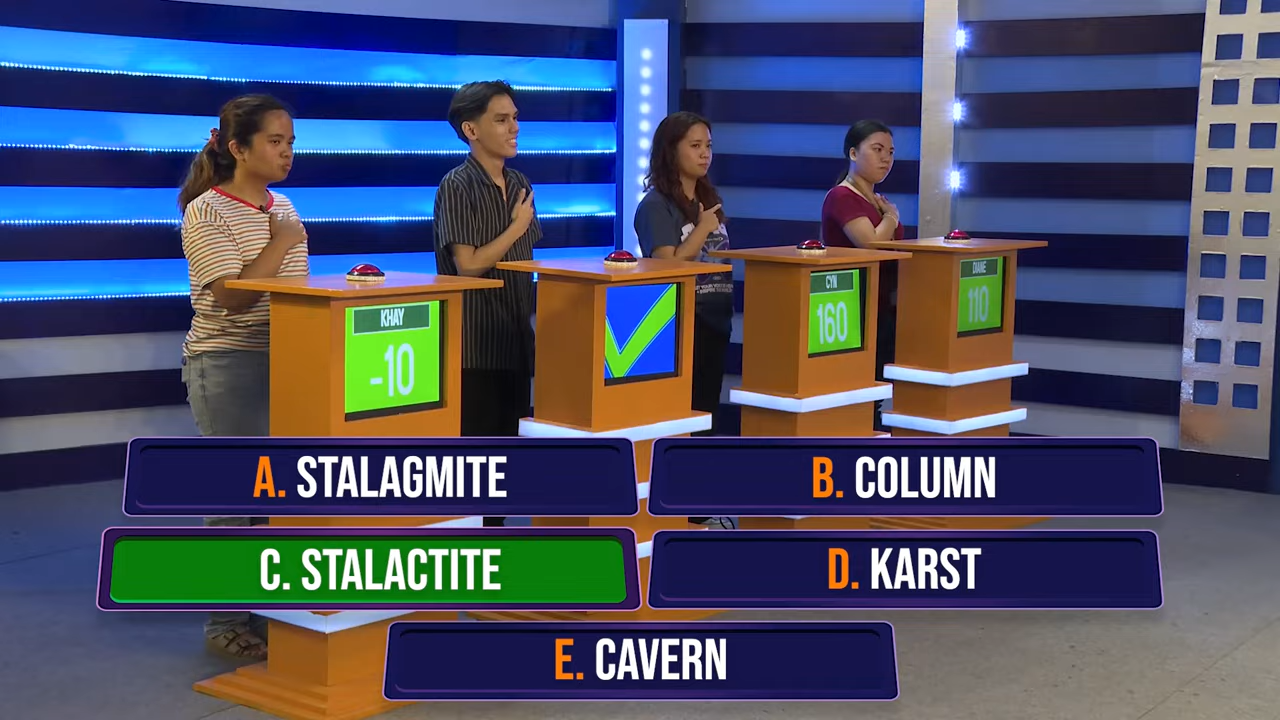 KHAY
-10
CYN
160
DIANE
110
A. STALAGMITE
B. COLUMN
C. STALACTITE
D. KARST
E. CAVERN